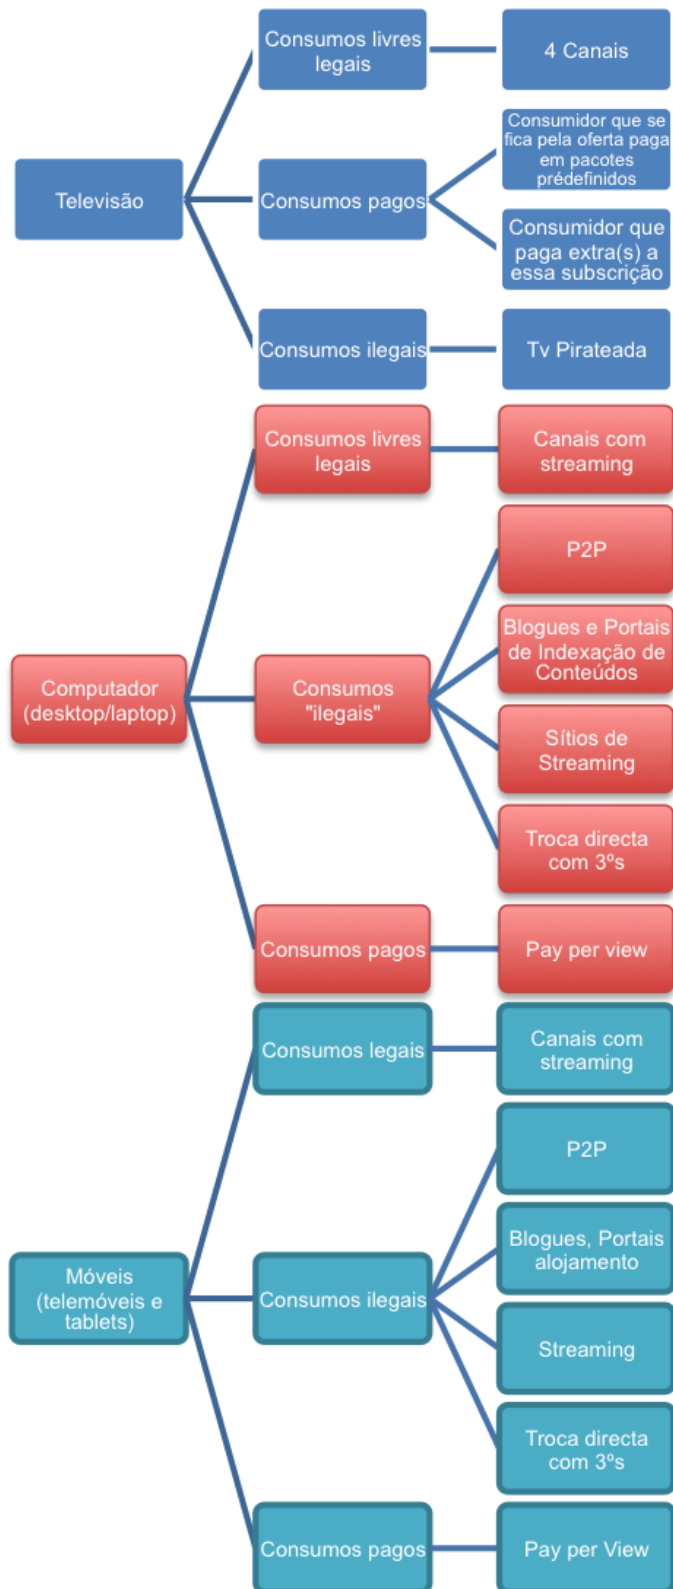 Consumos livres
legais
4 Canais
Televisão
Consumos pagos
Consumidor que se
fica pela oferta paga
em pacotes
prédefinidos
Consumidor que
paga extra(s) a
essa subscrição
Consumos ilegais
Tv Pirateada
Consumos livres
legais
Canais com
streaming
Computador
(desktop/laptop)
Consumos
"ilegais"
P2P
Blogues e Portais
de Indexação de
Conteúdos
Sítios de
Streaming
Troca directa
com 3ºs
Consumos pagos
Pay per view
Consumos legais
Canais com
streaming
Móveis
(telemóveis e
tablets)
Consumos ilegais
P2P
Blogues, Portais
alojamento
Streaming
Troca directa
com 3ºs
Consumos pagos
Pay per View